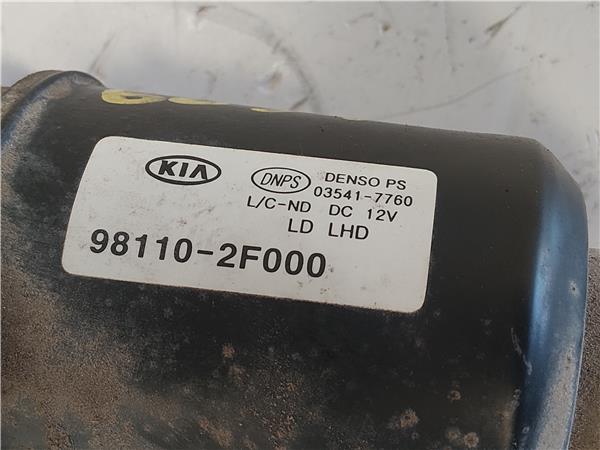 KIA
DNPS
DENSO PS
03541-7760
L/C-ND DC 12V
LD LHD
98110-2F000